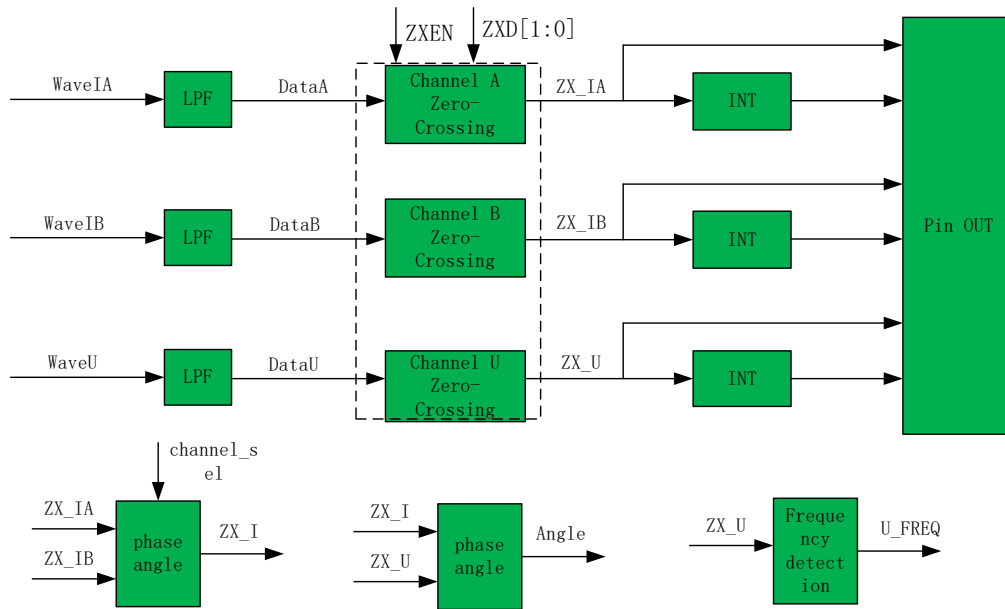 ZXEN
ZXD[1:0]
WaveIA
LPF
DataA
Channel A
Zero-
Crossing
ZX_IA
INT
WaveIB
LPF
DataB
Channel B
Zero-
Crossing
ZX_IB
INT
Pin OUT
WaveU
LPF
DataU
Channel U
Zero-
Crossing
ZX_U
INT
channel_s
el
ZX_IA
ZX_IB
phase
angle
ZX_I
ZX_I
ZX_U
phase
angle
Angle
ZX_U
Freque
ncy
detect
ion
U_FREQ